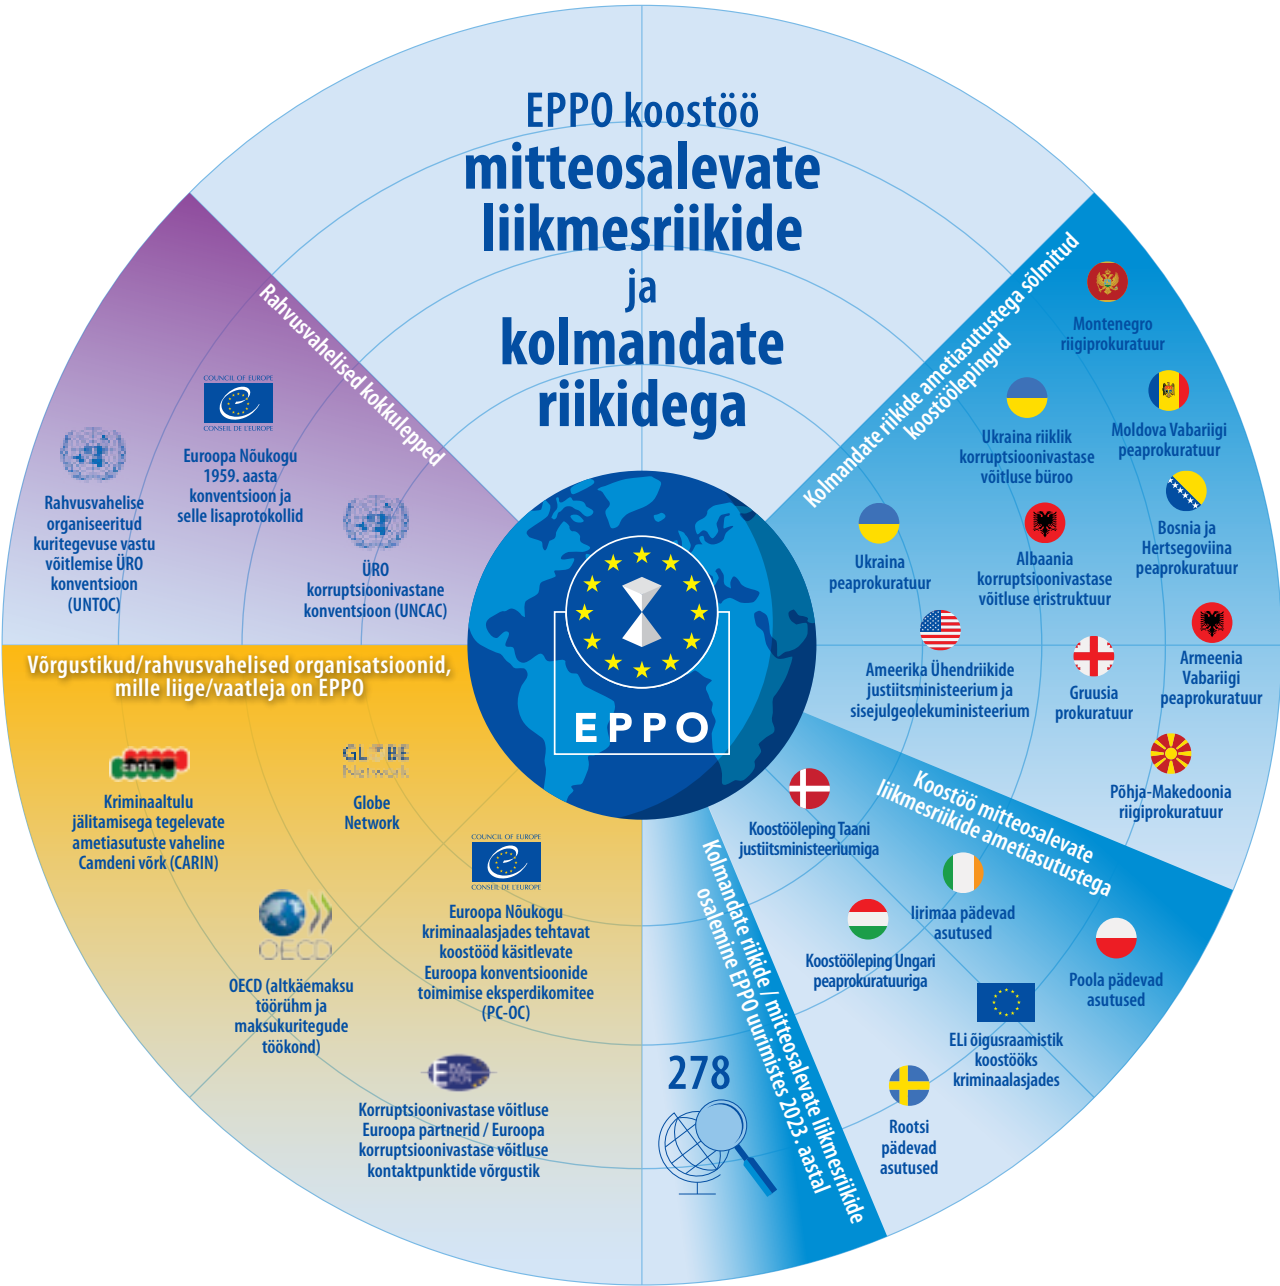 EPPO koostöö
mitteosalevate
liikmesriikide
ja
kolmandate
riikidega
Rahvusvahelised kokkulepped
COUNCIL OF EUROPE
CONSEIL DE L'EUROPE
Euroopa Nõukogu
1959. aasta
konventsioon ja
selle lisaprotokollid
Rahvusvahelise
organiseeritud
kuritegevuse vastu
võitlemise ÜRO
konventsioon
(UNTOC)
ÜRO
korruptsioonivastane
konventsioon (UNCAC)
Kolmandate riikide ametiasutustega sõlmitud
koostöölepingud
Montenegro
riigiprokuratuur
Ukraina riiklik
korruptsioonivastase
võitluse büroo
Moldova Vabariigi
peaprokuratuur
Bosnia ja
Hertsegoviina
peaprokuratuur
Ukraina
peaprokuratuur
Albaania
korruptsioonivastase
võitluse eristruktuur
Ameerika Ühendriikide
justiitsministeerium ja
sisejulgeolekuministeerium
Gruusia
prokuratuur
Armeenia
Vabariigi
peaprokuratuur
Põhja-Makedoonia
riigiprokuratuur
EPPO
Võrgustikud/rahvusvahelised organisatsioonid,
mille liige/vaatleja on EPPO
carin
Kriminaaltulu
jälitamisega tegelevate
ametiasutuste vaheline
Camdeni võrk (CARIN)
GLOBE
Network
Globe
Network
COUNCIL OF EUROPE
CONSEIL DE L'EUROPE
Euroopa Nõukogu
kriminaalasjades tehtavat
koostööd käsitlevate
Euroopa konventsioonide
toimimise eksperdikomitee
(PC-OC)
OECD
OECD (altkäemaksu
töörühm ja
maksukuritegude
töökond)
Korruptsioonivastase võitluse
Euroopa partnerid / Euroopa
korruptsioonivastase võitluse
kontaktpunktide võrgustik
Kolmandate riikide / mitteosalevate liikmesriikide
osalemine EPPO uurimistes 2023. aastal
278
Koostöö mitteosalevate
liikmesriikide ametiasutustega
Koostööleping Taani
justiitsministeeriumiga
Iirimaa pädevad
asutused
Koostööleping Ungari
peaprokuratuuriga
Poola pädevad
asutused
ELi õigusraamistik
koostööks
kriminaalasjades
Rootsi
pädevad
asutused